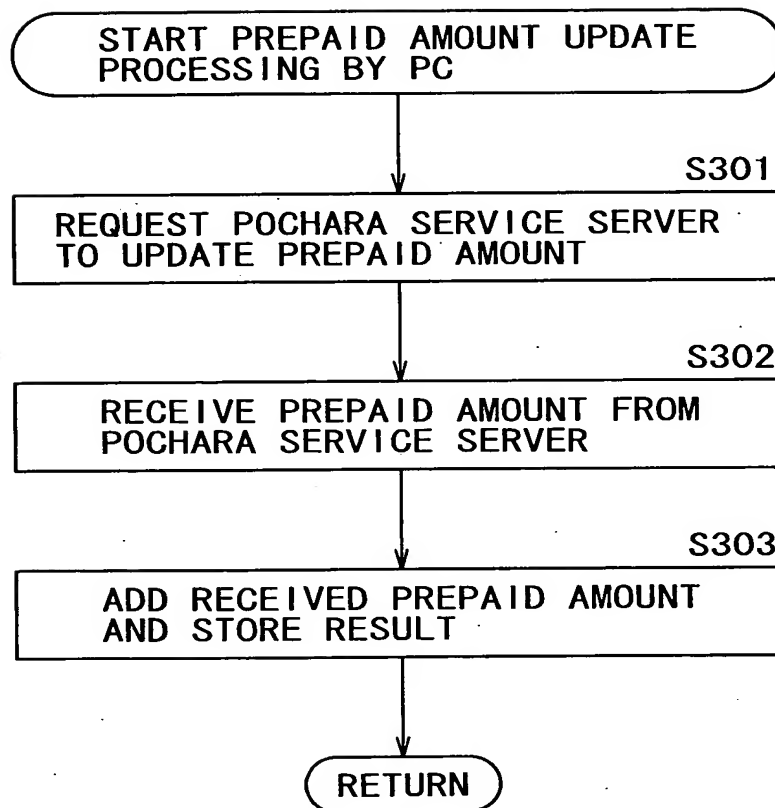 START PREPAID AMOUNT UPDATE
PROCESSING BY PC
S301
REQUEST POCHARA SERVICE SERVER
TO UPDATE PREPAID AMOUNT
S302
RECEIVE PREPAID AMOUNT FROM
POCHARA SERVICE SERVER
S303
ADD RECEIVED PREPAID AMOUNT
AND STORE RESULT
RETURN